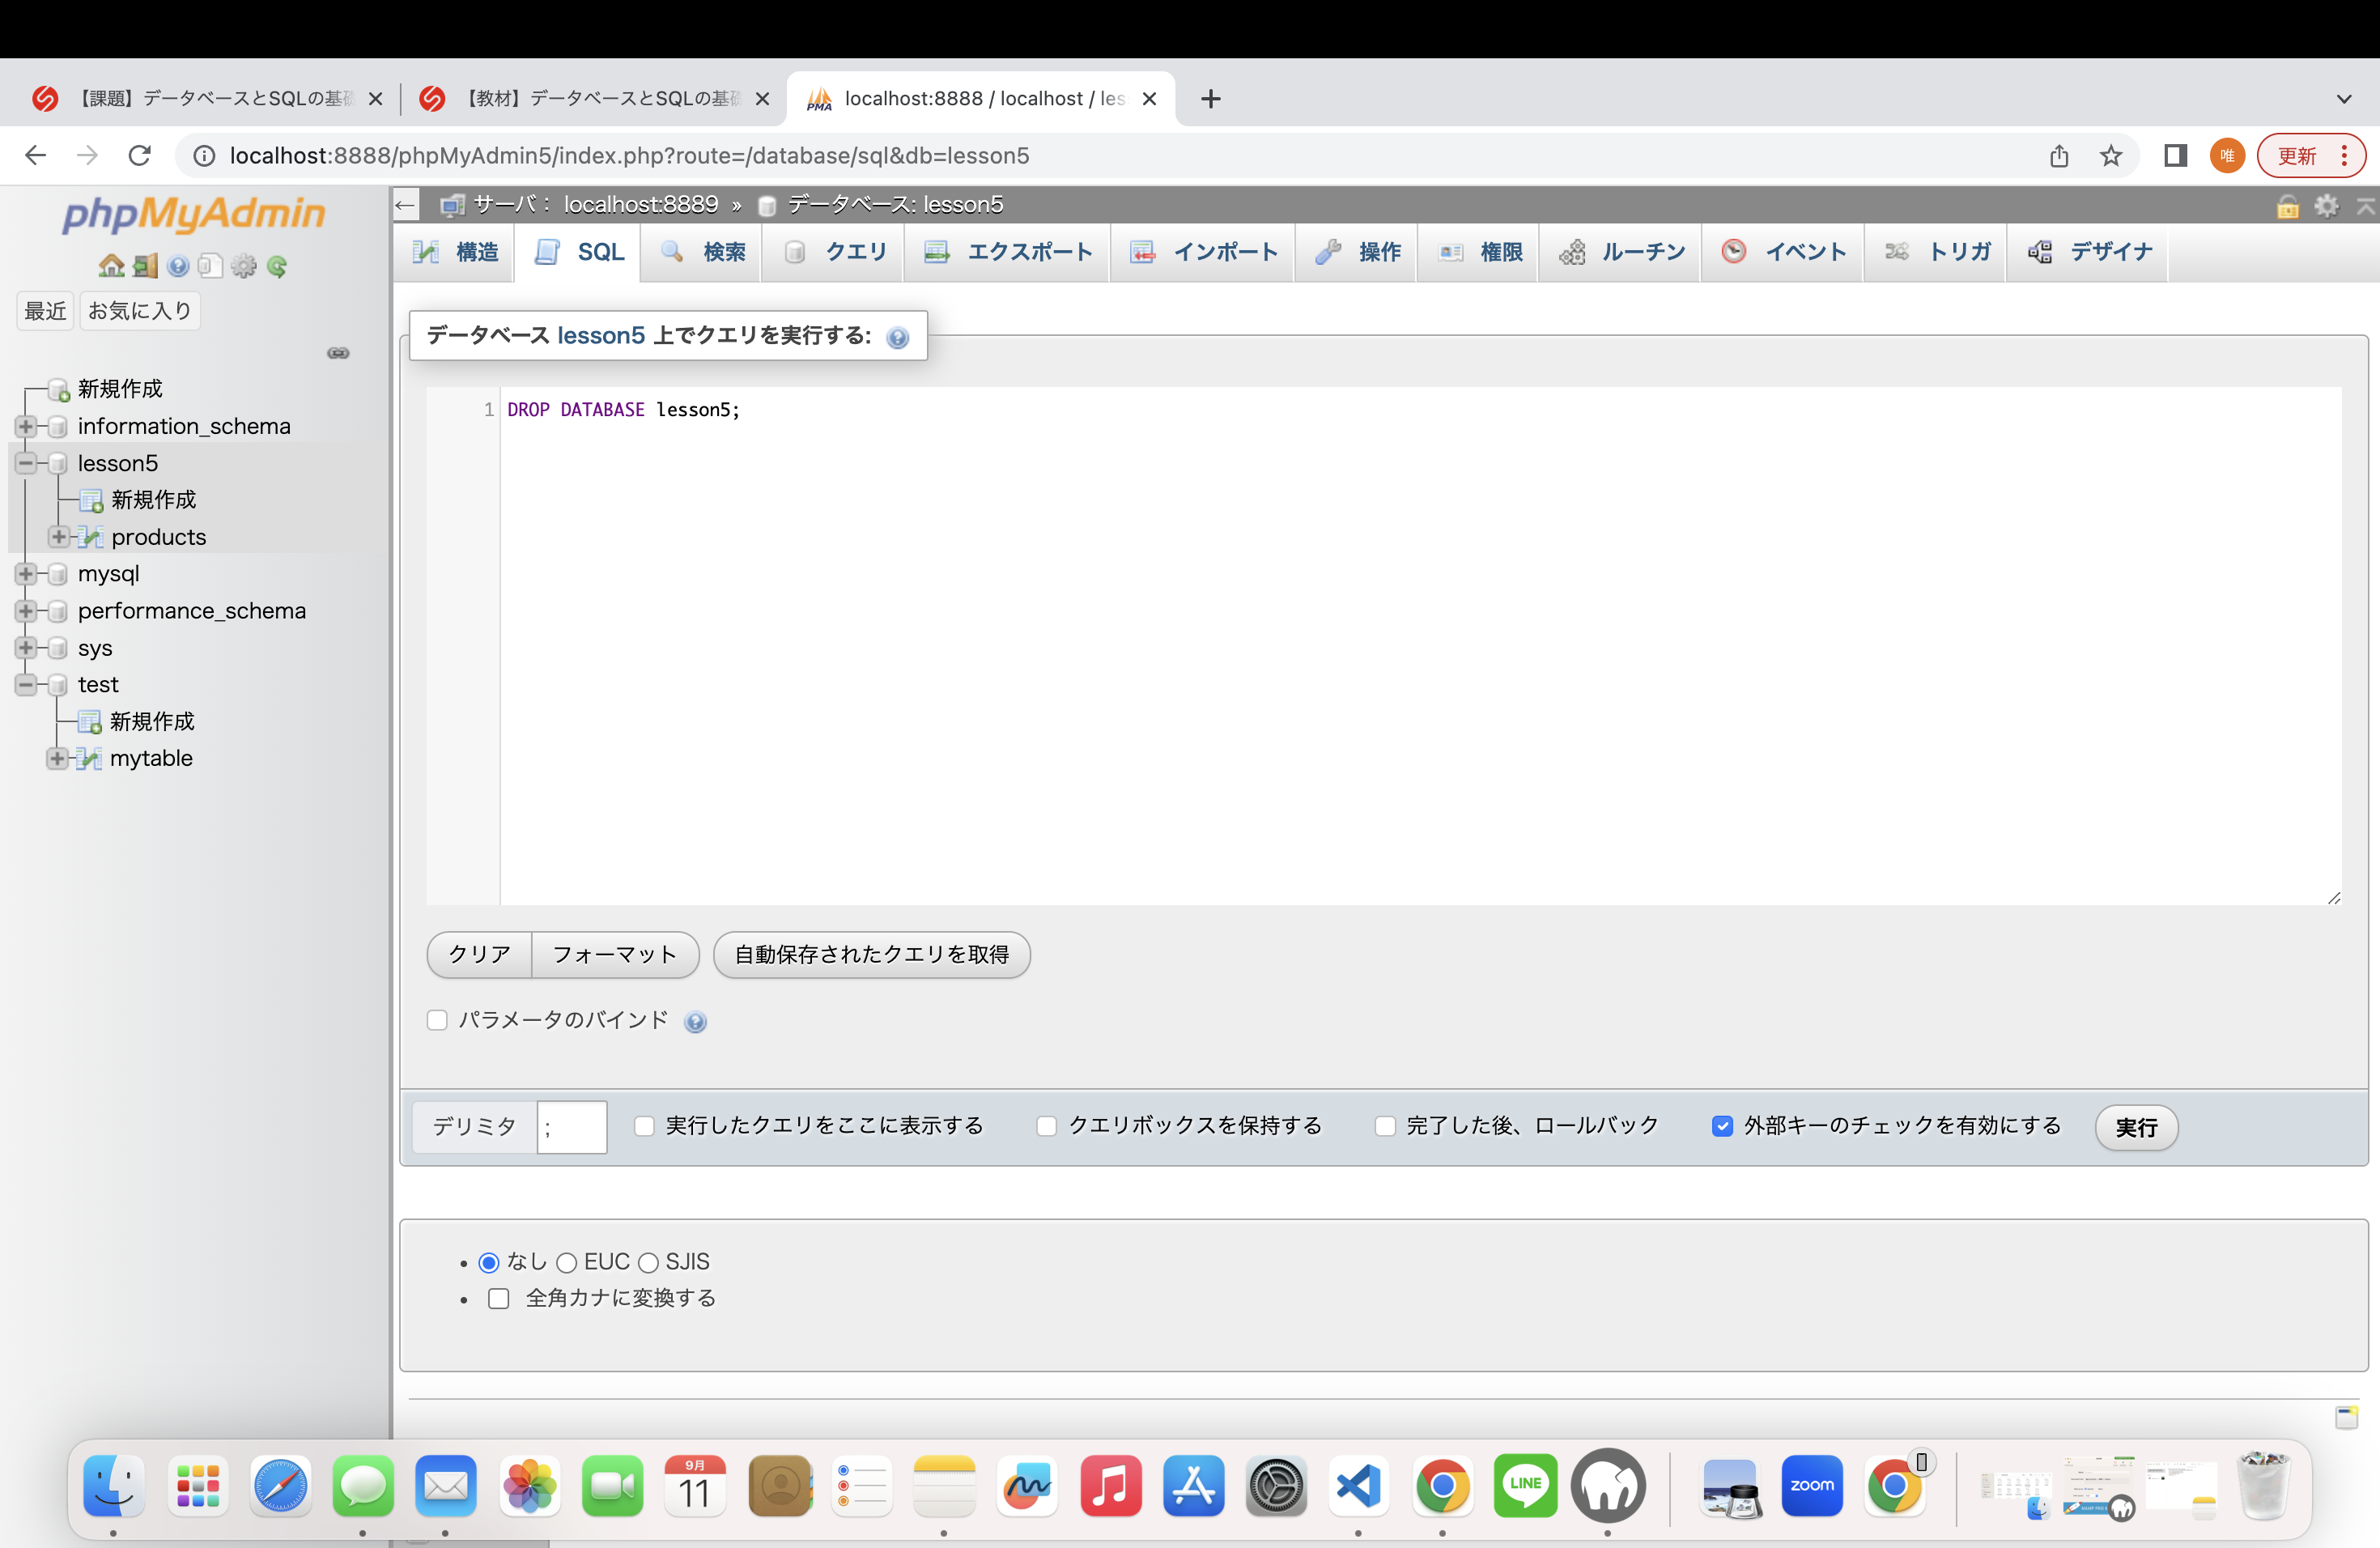 【課題】データベースとSQLの基礎
【教材】データベースとSQLの基礎
PMA
localhost:8888 / localhost / les
localhost:8888/phpMyAdmin5/index.php?route=/database/sql&db=lesson5
唯
更新
phpMyAdmin
最近
お気に入り
新規作成
information_schema
lesson5
新規作成
products
mysql
performance_schema
sys
test
新規作成
mytable
サーバ： localhost:8889 » データベース: lesson5
構造
SQL
検索
クエリ
エクスポート
インポート
操作
権限
ルーチン
イベント
トリガ
デザイナ
データベース lesson5 上でクエリを実行する:
1
DROP DATABASE lesson5;
クリア
フォーマット
自動保存されたクエリを取得
パラメータのバインド
デリミタ
;
実行したクエリをここに表示する
クエリボックスを保持する
完了した後、ロールバック
外部キーのチェックを有効にする
実行
なし EUC SJIS
全角カナに変換する
9月
11
LINE
zoom